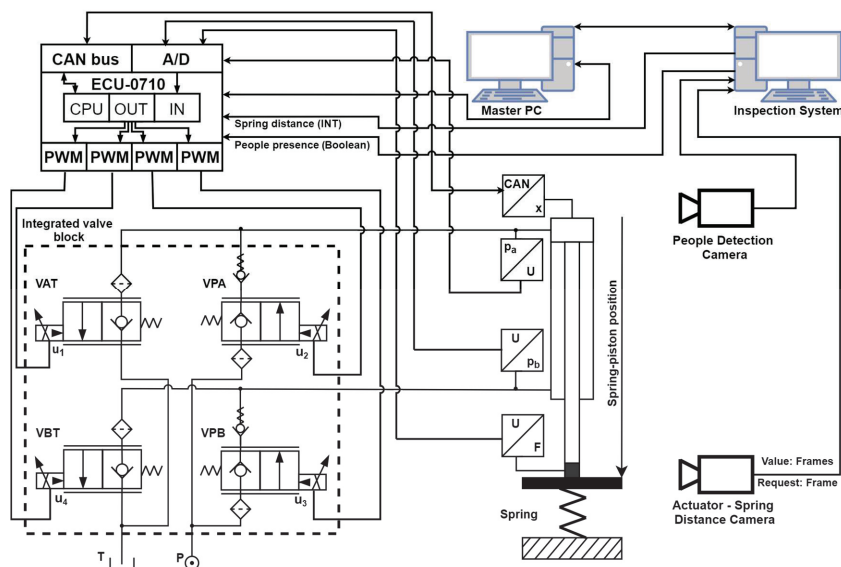 CAN bus
A/D
ECU-0710
CPU
OUT
IN
PWM
PWM
PWM
PWM
Master PC
Inspection System
Spring distance (INT)
People presence (Boolean)
CAN
x
People Detection
Camera
Integrated valve
block
pa
U
VAT
VPA
u1
u2
U
pb
Spring-piston position
VBT
VPB
U
F
u4
u3
Value: Frames
Request: Frame
Actuator - Spring
Distance Camera
Spring
T
P